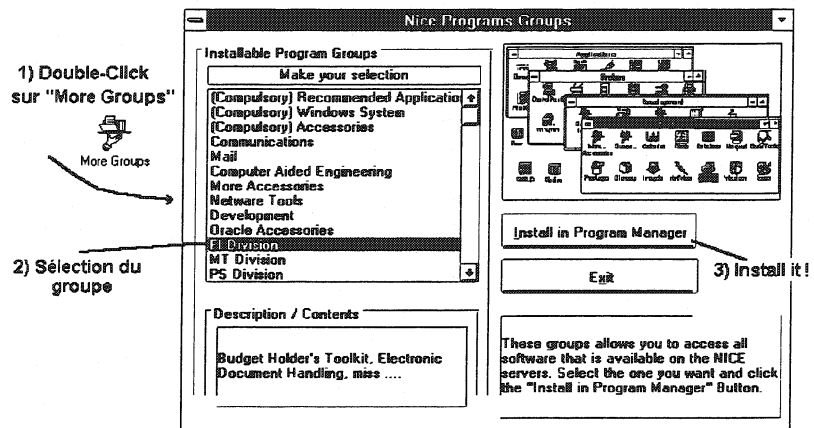 Nice Programs Groups
1) Double-Click
sur "More Groups"
More Groups
2) Sélection du
groupe
Installable Program Groups
Make your selection
(Compulsory) Recommended Applicatio
(Compulsory) Windows System
(Compulsory) Accessories
Communications
Mail
Computer Aided Engineering
More Accessories
Netware Tools
Development
Oracle Accessories
FI Division
MT Division
PS Division
Description / Contents
Budget Holder's Toolkit, Electronic
Document Handling, miss ....
Applications
Install in Program Manager
Exit
3) Install it !
These groups allows you to access all
software that is available on the NICE
servers. Select the one you want and click
the "Install in Program Manager" Button.